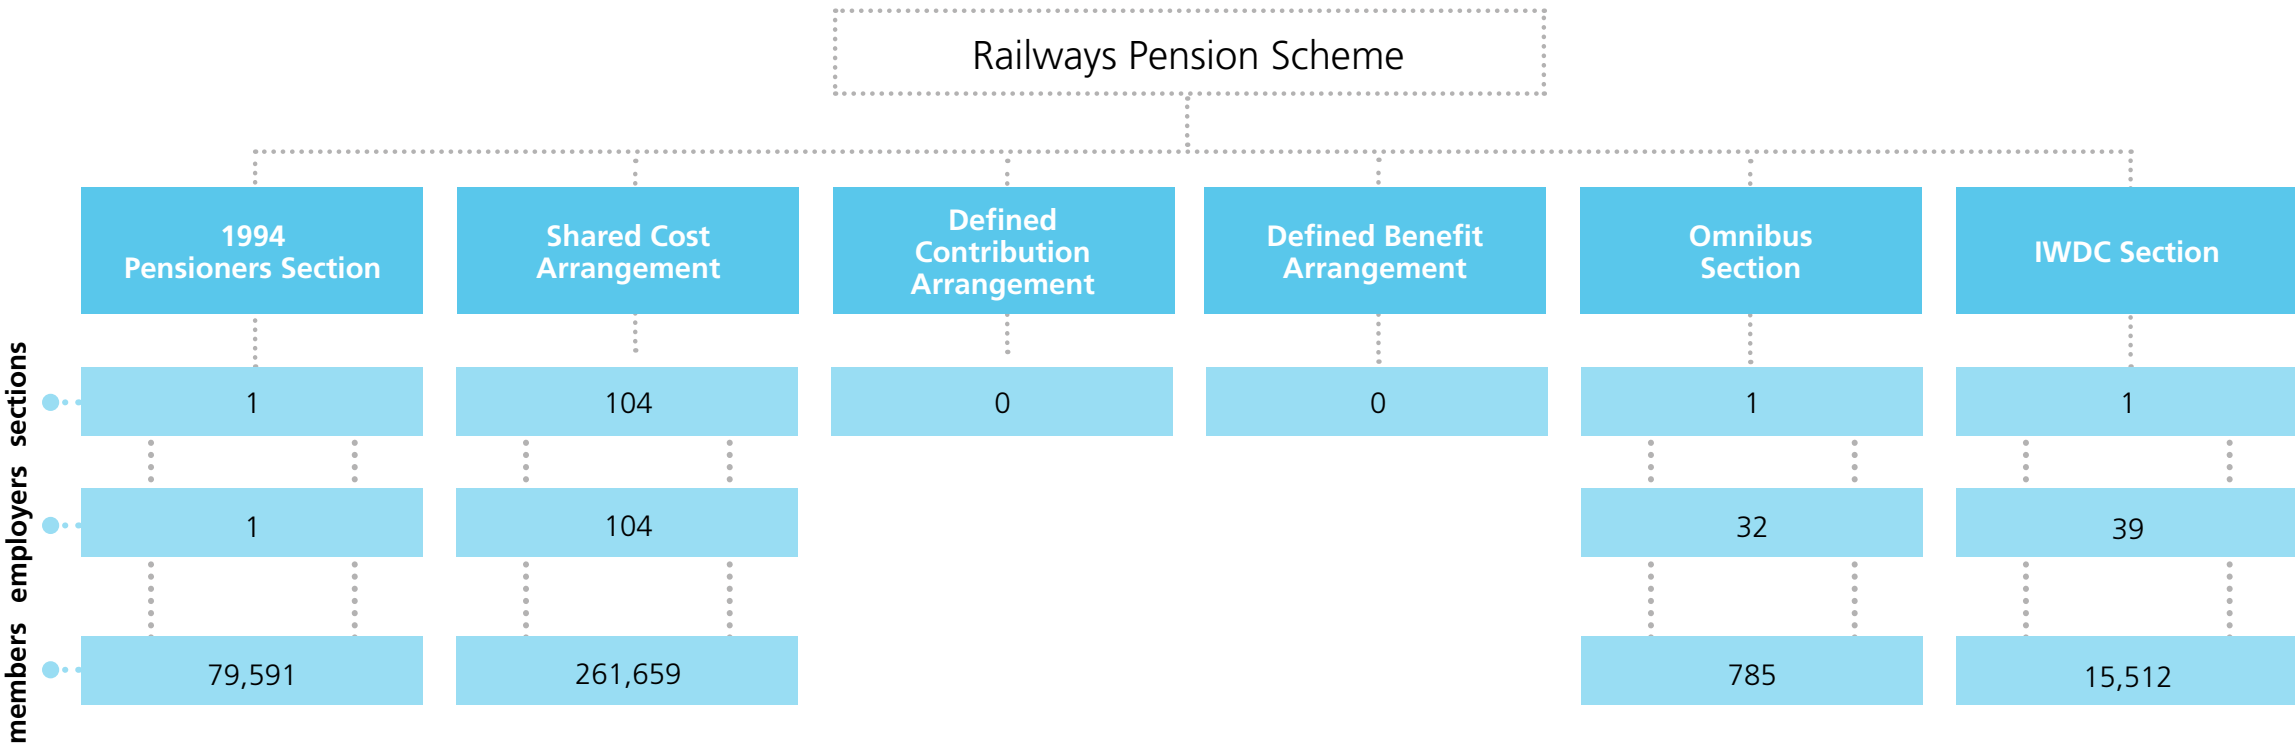 Railways Pension Scheme
1994
Pensioners Section
Shared Cost
Arrangement
Defined
Contribution
Arrangement
Defined Benefit
Arrangement
Omnibus
Section
IWDC Section
sections
1
104
0
0
1
1
employers
1
104
32
39
members
79,591
261,659
785
15,512